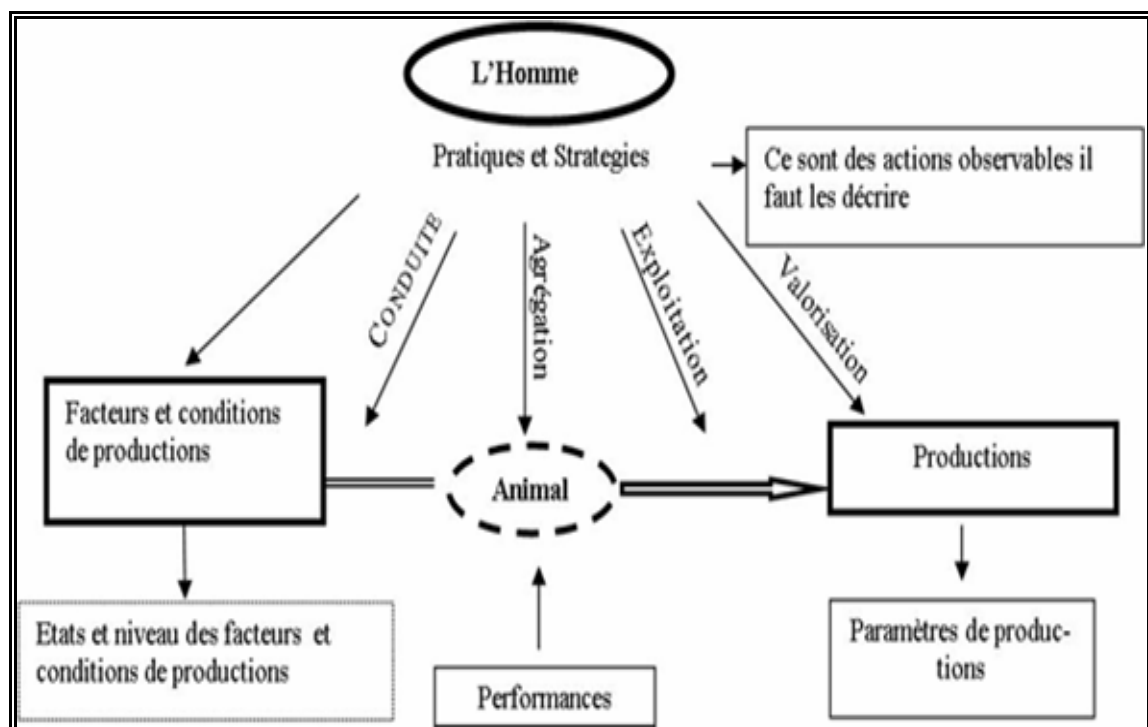 L'Homme
Pratiques et Strategies
Ce sont des actions observables il
faut les décrire
CONDUITE
Agrégation
Exploitation
Valorisation
Facteurs et conditions
de productions
Animal
Productions
Etats et niveau des facteurs et
conditions de productions
Performances
Paramètres de produc-
tions